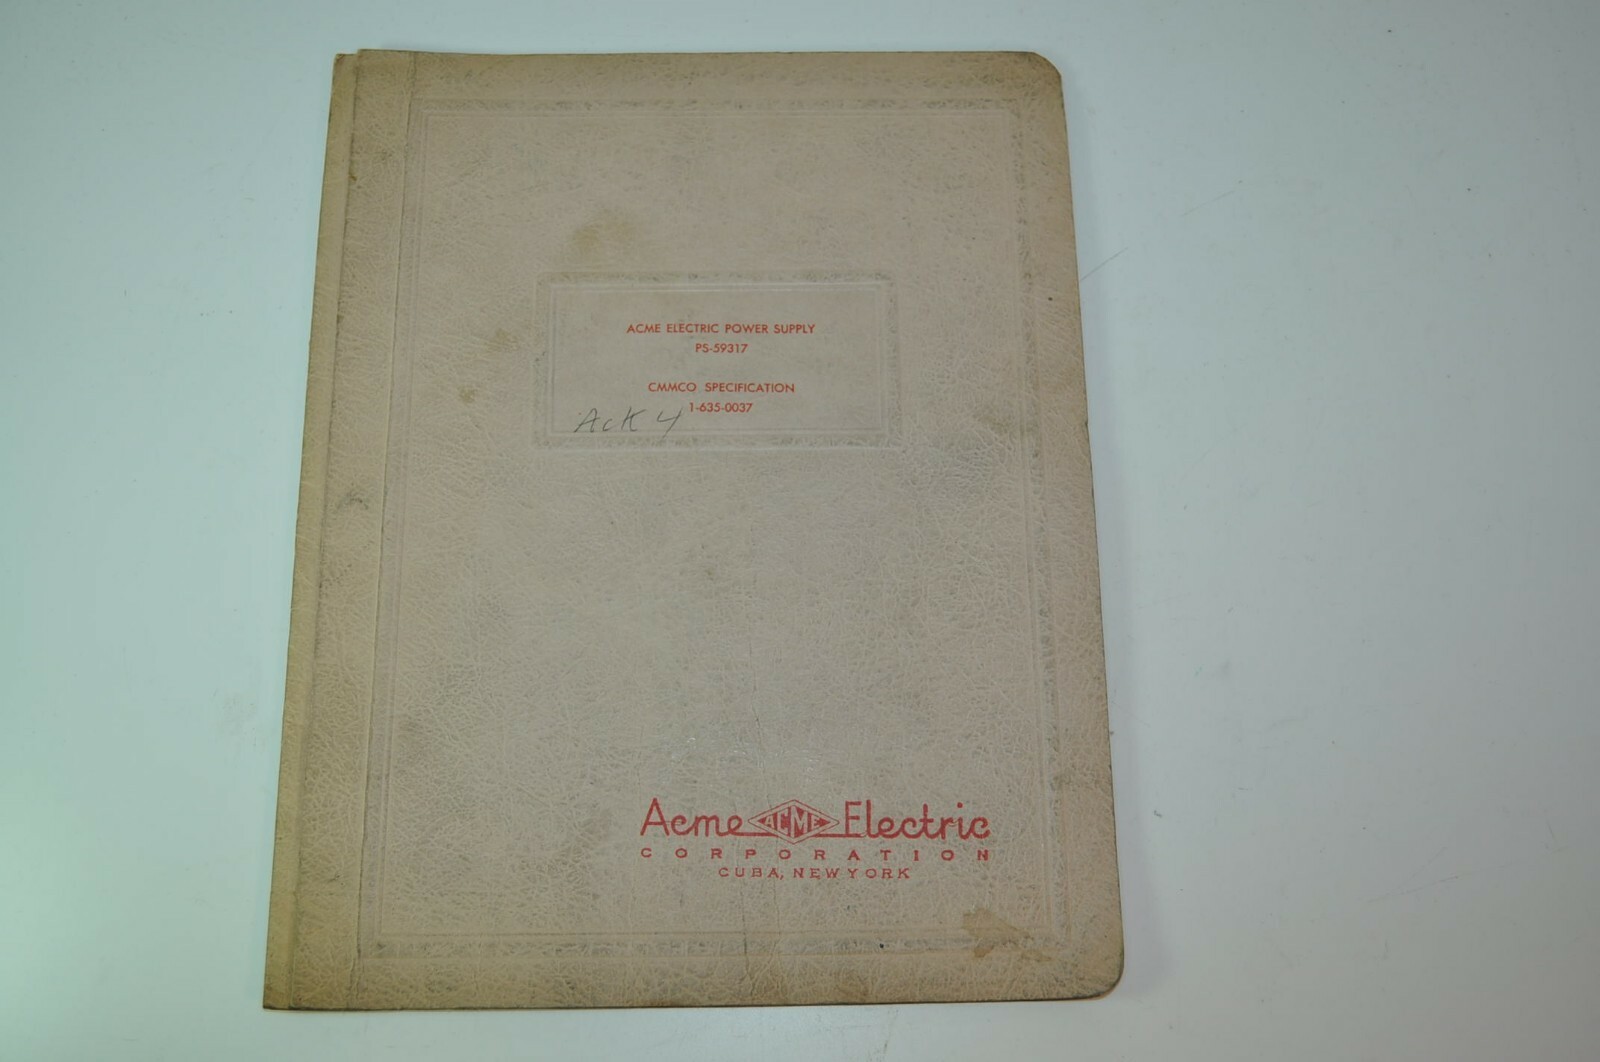 ACME ELECTRIC POWER SUPPLY
PS-59317
CMMCO SPECIFICATION
1-635-0037
Ack 4
Acme ACME Electric
CORPORATION
CUBA, NEW YORK